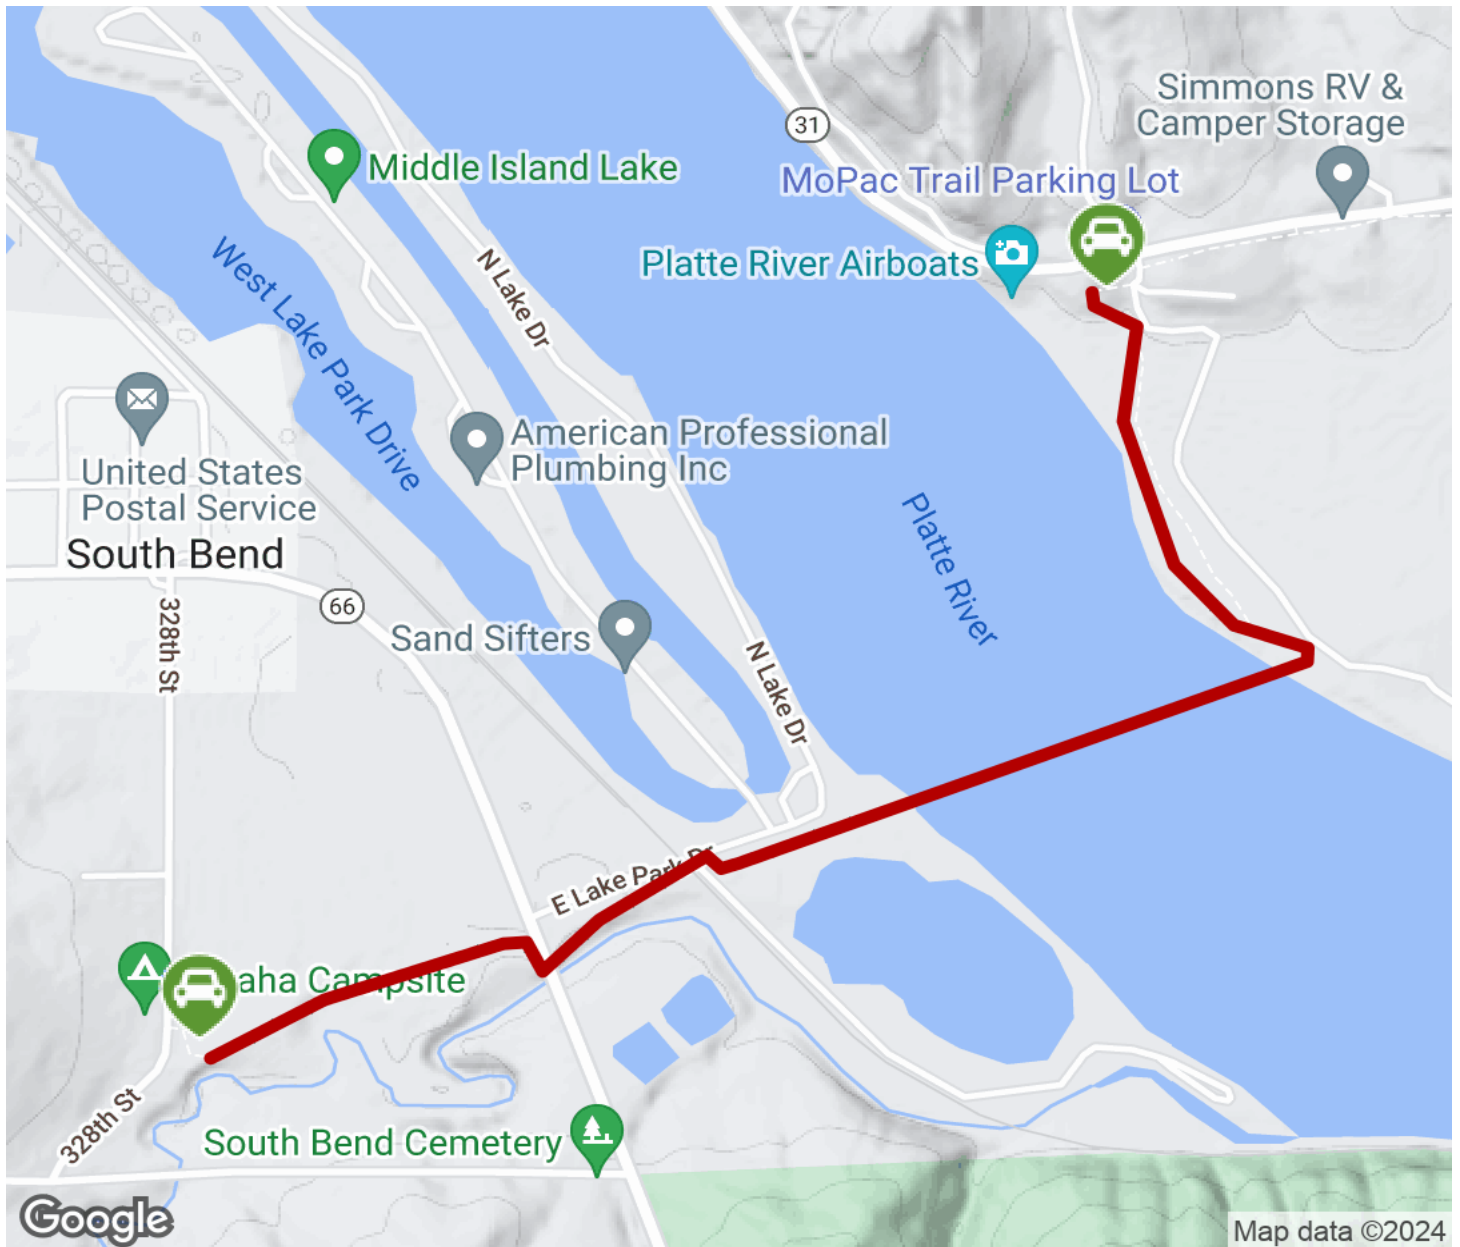 Simmons RV &
Camper Storage
31
Middle Island Lake
MoPac Trail Parking Lot
Platte River Airboats
N Lake Dr
West Lake Park Drive
American Professional
Plumbing Inc
United States
Postal Service
Platte River
South Bend
66
328th St
Sand Sifters
N Lake Dr
E Lake Park Dr
aha Campsite
328th St
South Bend Cemetery
Google
Map data ©2024